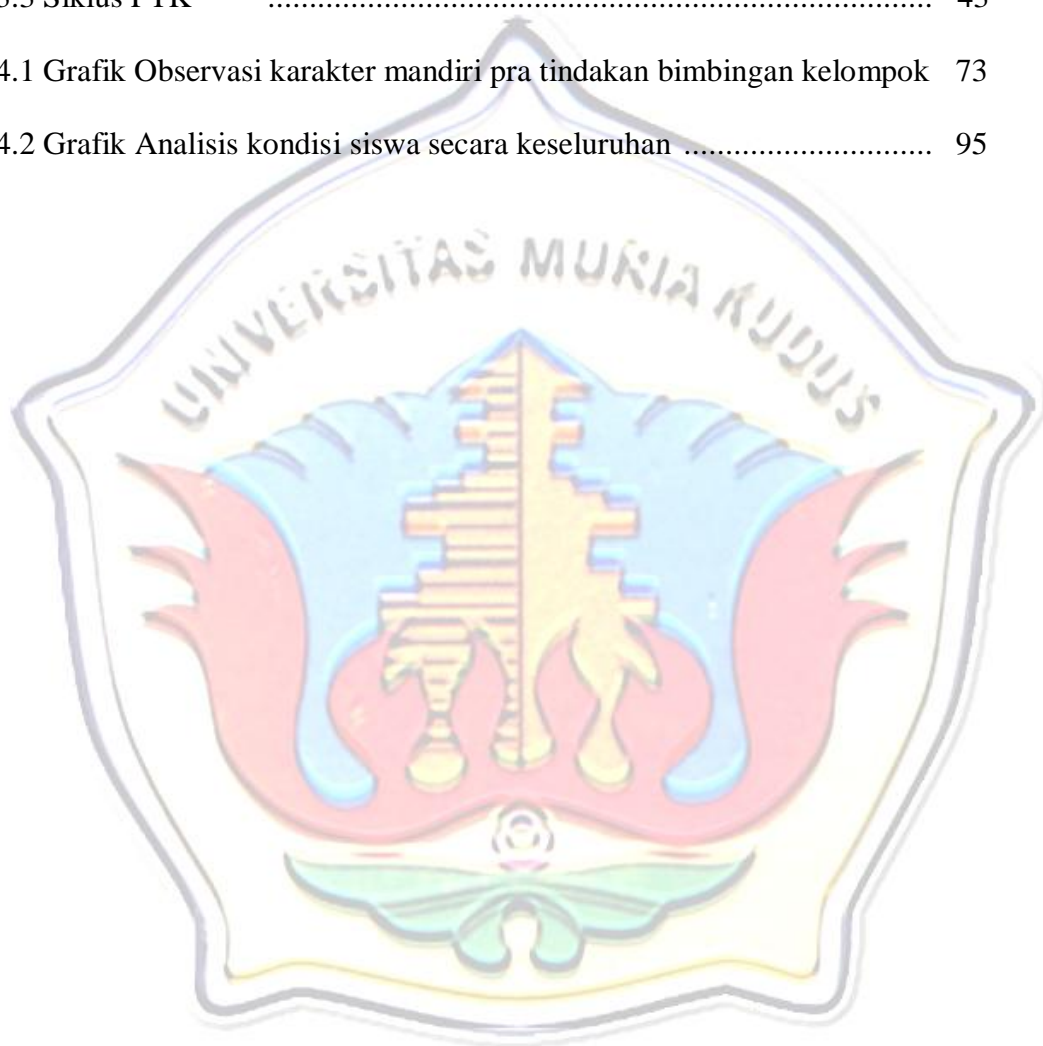 3.3 Siklus PTK ................................................................................ 43
4.1 Grafik Observasi karakter mandiri pra tindakan bimbingan kelompok 73
4.2 Grafik Analisis kondisi siswa secara keseluruhan .............................. 95
UNIVERSITAS MURIA KUDUS